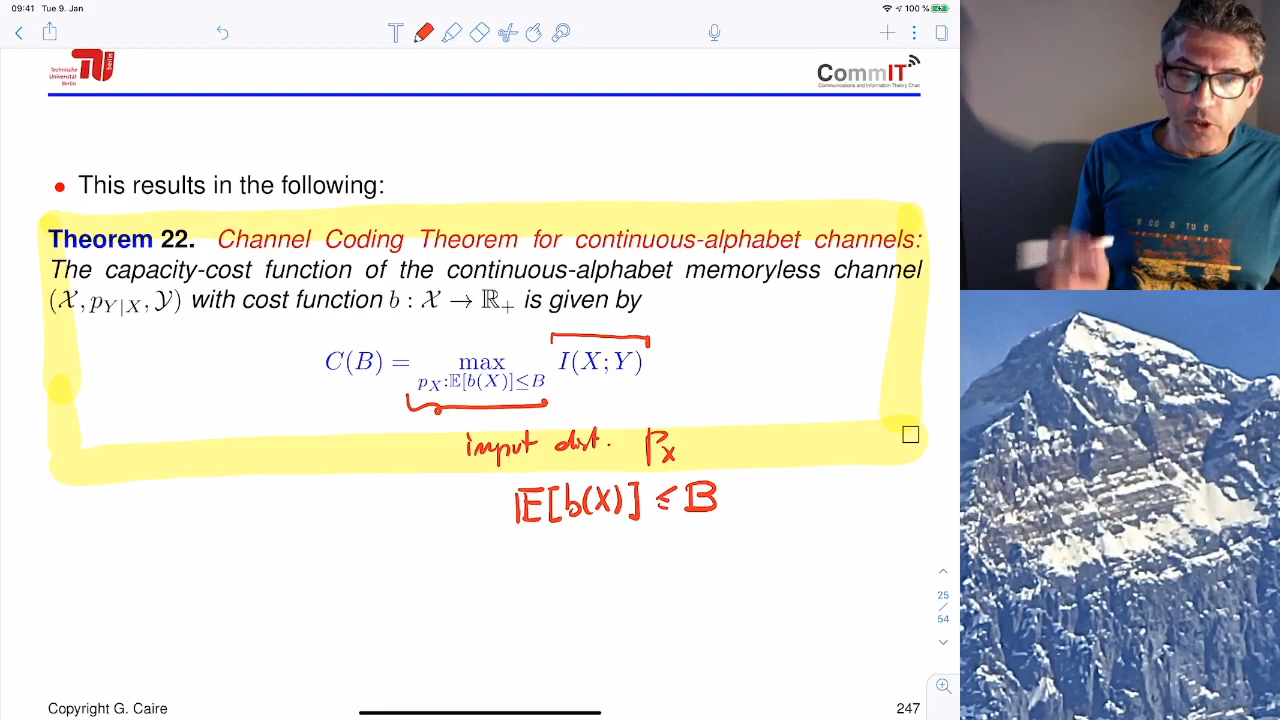 09:41 Tue 9. Jan
100 %
Technische
Universität
Berlin
berlin
CommIT
Communications and Information Theory Chair
• This results in the following:
Theorem 22. Channel Coding Theorem for continuous-alphabet channels:
The capacity-cost function of the continuous-alphabet memoryless channel
(𝒳, p_{Y|X}, 𝒴) with cost function b : 𝒳 → ℝ₊ is given by
C(B) = max_{p_X:𝔼[b(X)]≤B} I(X; Y)
□
input dist. P_X
𝔼[b(X)] ≤ B
25
/
54
Copyright G. Caire
247